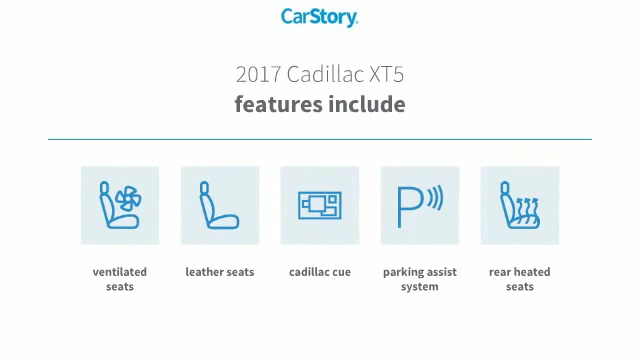 CarStory
2017 Cadillac XT5
features include
P
ventilated
seats
leather seats
cadillac cue
parking assist
system
rear heated
seats